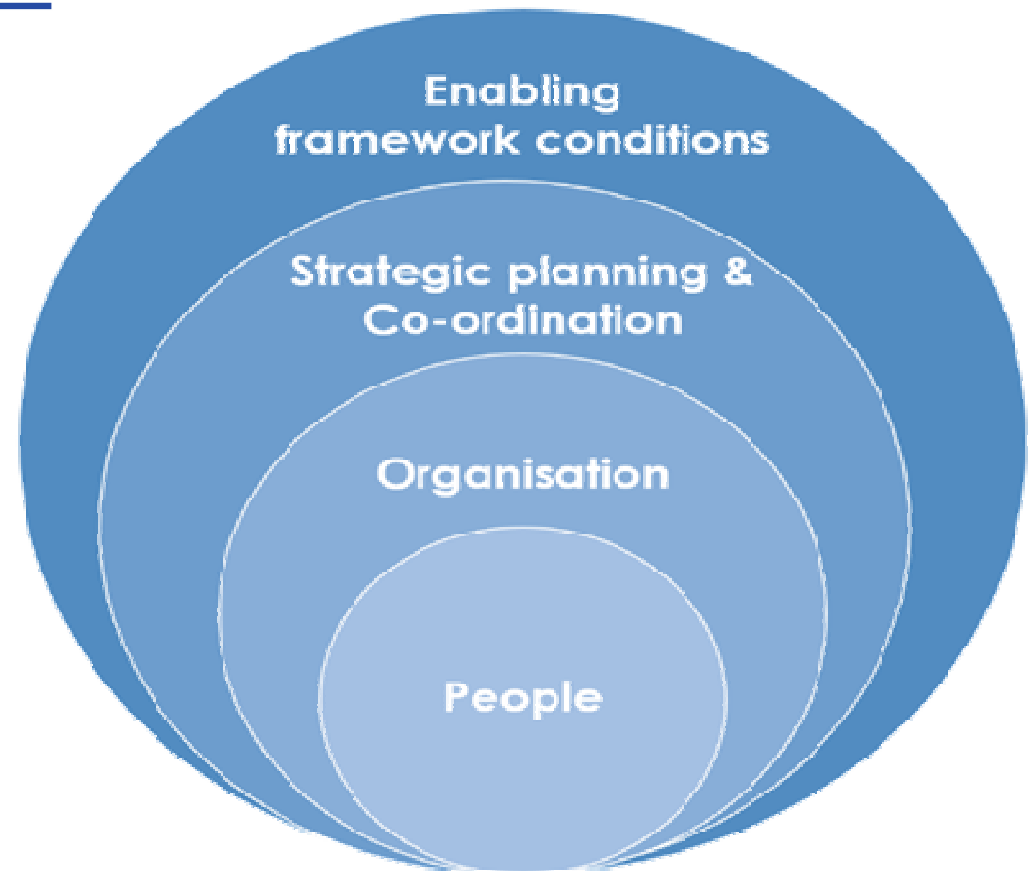 Enabling
framework conditions
Strategic planning &
Co-ordination
Organisation
People